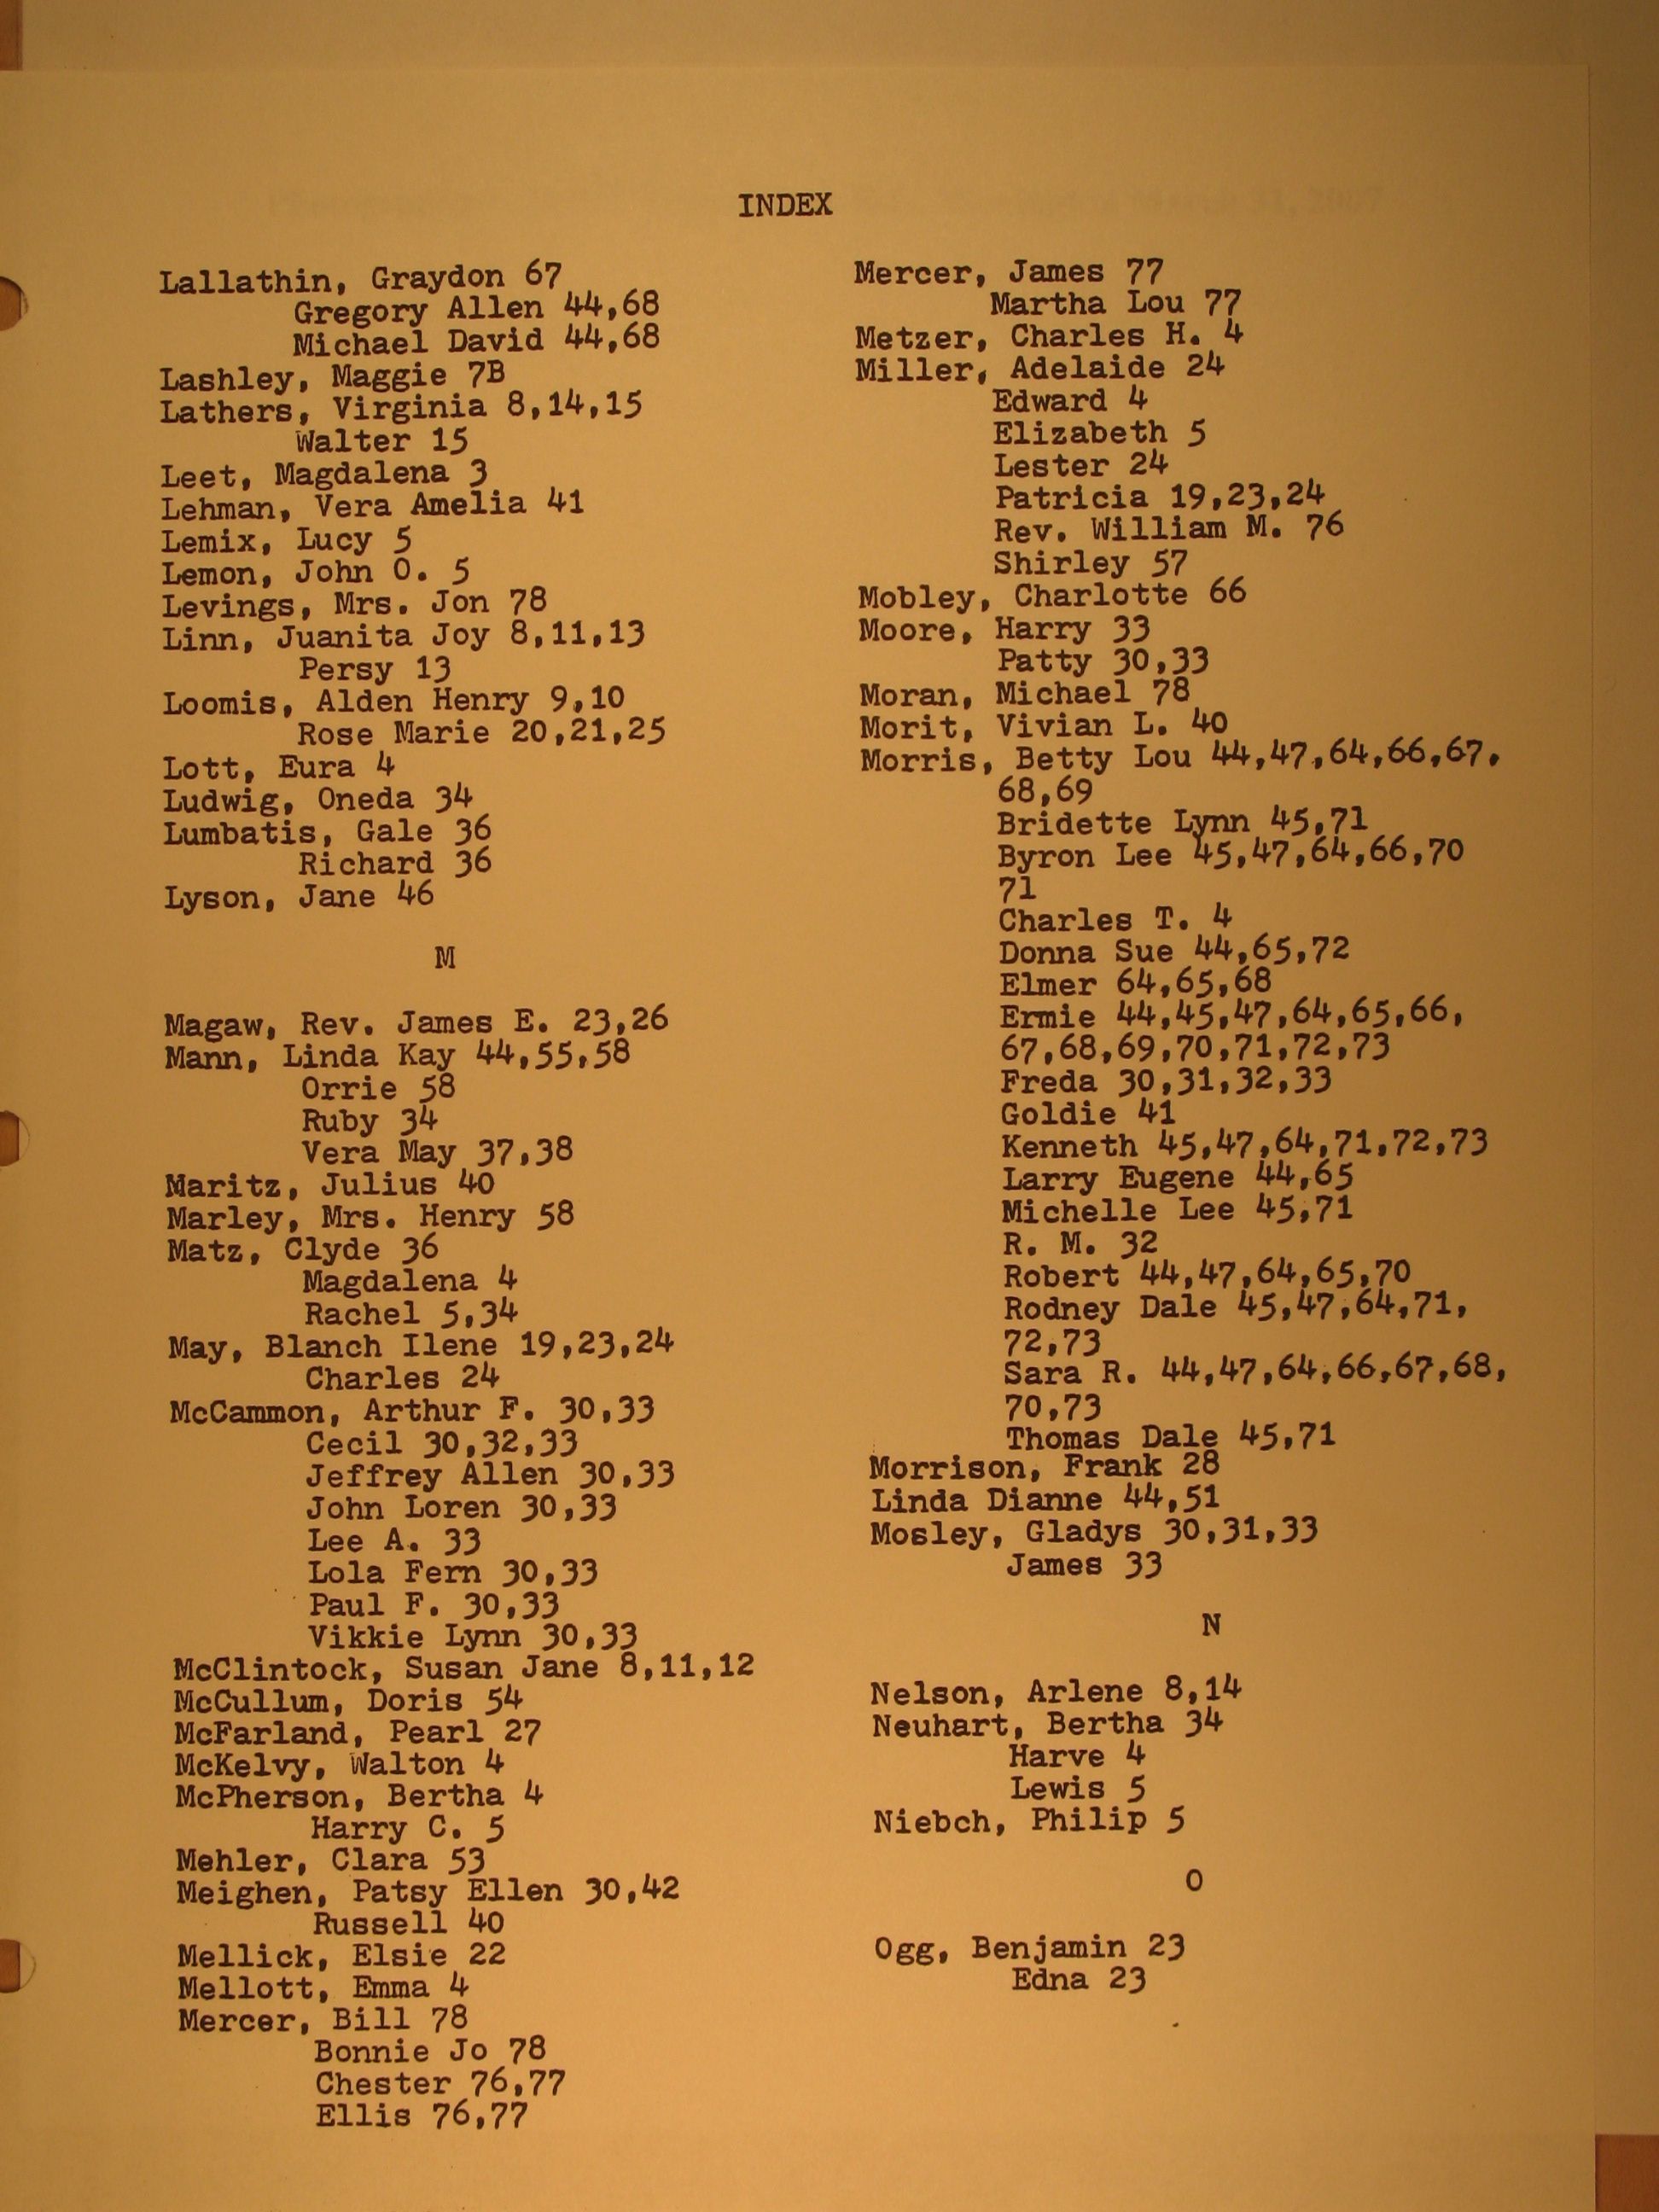 INDEX
Lallathin, Graydon 67
Gregory Allen 44,68
Michael David 44,68
Lashley, Maggie 7B
Lathers, Virginia 8,14,15
Walter 15
Leet, Magdalena 3
Lehman, Vera Amelia 41
Lemix, Lucy 5
Lemon, John O. 5
Levings, Mrs. Jon 78
Linn, Juanita Joy 8,11,13
Persy 13
Loomis, Alden Henry 9,10
Rose Marie 20,21,25
Lott, Eura 4
Ludwig, Oneda 34
Lumbatis, Gale 36
Richard 36
Lyson, Jane 46
M
Magaw, Rev. James E. 23,26
Mann, Linda Kay 44,55,58
Orrie 58
Ruby 34
Vera May 37,38
Maritz, Julius 40
Marley, Mrs. Henry 58
Matz, Clyde 36
Magdalena 4
Rachel 5,34
May, Blanch Ilene 19,23,24
Charles 24
McCammon, Arthur F. 30,33
Cecil 30,32,33
Jeffrey Allen 30,33
John Loren 30,33
Lee A. 33
Lola Fern 30,33
Paul F. 30,33
Vikkie Lynn 30,33
McClintock, Susan Jane 8,11,12
McCullum, Doris 54
McFarland, Pearl 27
McKelvy, Walton 4
McPherson, Bertha 4
Harry C. 5
Mehler, Clara 53
Meighen, Patsy Ellen 30,42
Russell 40
Mellick, Elsie 22
Mellott, Emma 4
Mercer, Bill 78
Bonnie Jo 78
Chester 76,77
Ellis 76,77
Mercer, James 77
Martha Lou 77
Metzer, Charles H. 4
Miller, Adelaide 24
Edward 4
Elizabeth 5
Lester 24
Patricia 19,23,24
Rev. William M. 76
Shirley 57
Mobley, Charlotte 66
Moore, Harry 33
Patty 30,33
Moran, Michael 78
Morit, Vivian L. 40
Morris, Betty Lou 44,47,64,66,67,
68,69
Bridette Lynn 45,71
Byron Lee 45,47,64,66,70
71
Charles T. 4
Donna Sue 44,65,72
Elmer 64,65,68
Ermie 44,45,47,64,65,66,
67,68,69,70,71,72,73
Freda 30,31,32,33
Goldie 41
Kenneth 45,47,64,71,72,73
Larry Eugene 44,65
Michelle Lee 45,71
R. M. 32
Robert 44,47,64,65,70
Rodney Dale 45,47,64,71,
72,73
Sara R. 44,47,64,66,67,68,
70,73
Thomas Dale 45,71
Morrison, Frank 28
Linda Dianne 44,51
Mosley, Gladys 30,31,33
James 33
N
Nelson, Arlene 8,14
Neuhart, Bertha 34
Harve 4
Lewis 5
Niebch, Philip 5
O
Ogg, Benjamin 23
Edna 23